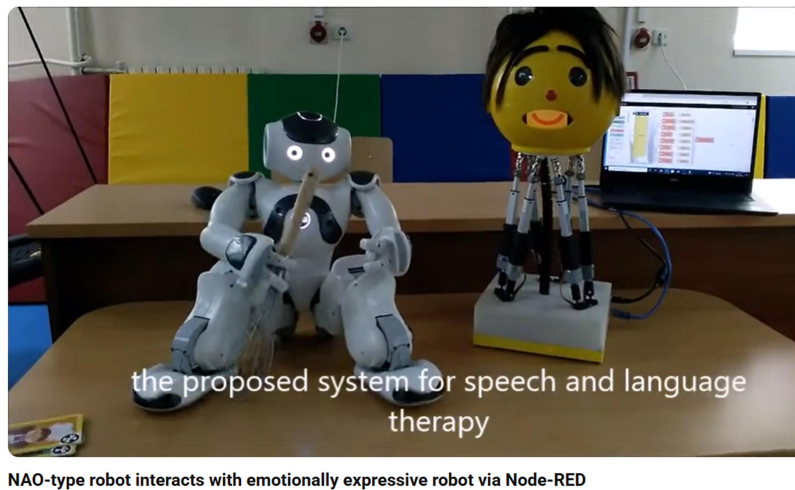 the proposed system for speech and language
therapy
NAO-type robot interacts with emotionally expressive robot via Node-RED